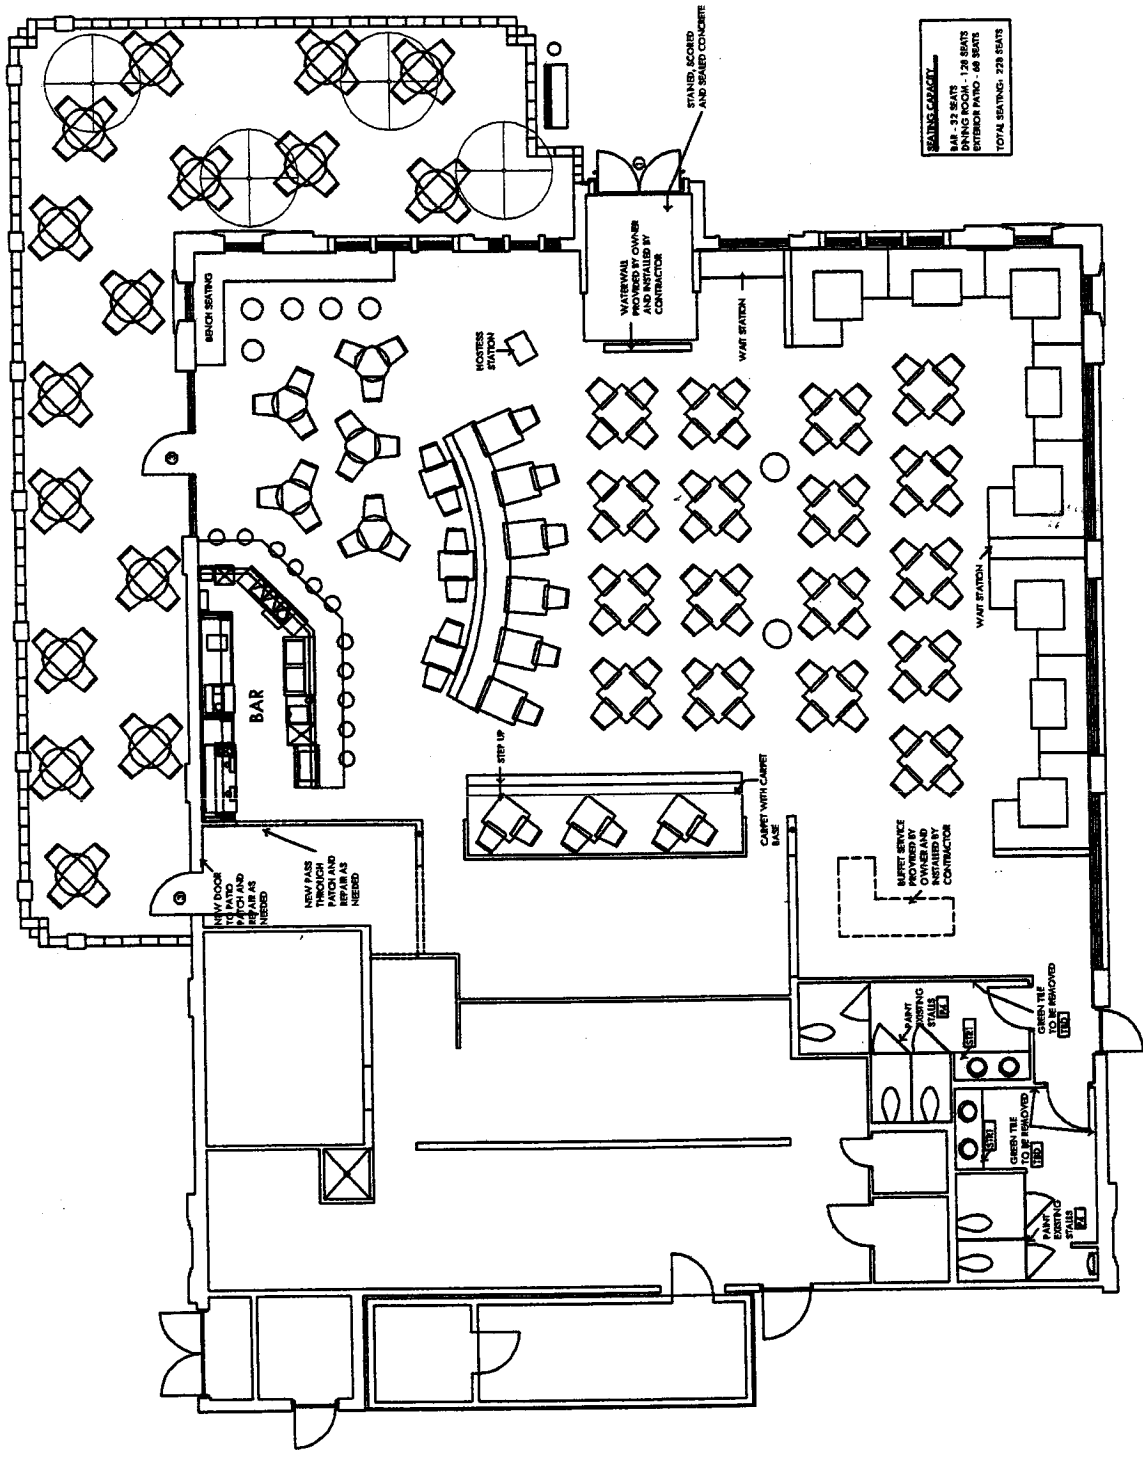 STAINED, SCORED
AND SEALED CONCRETE
SEATING CAPACITY
BAR - 32 SEATS
DINING ROOM - 128 SEATS
EXTERIOR PATIO - 68 SEATS
TOTAL SEATING: 228 SEATS
BENCH SEATING
HOSTESS
STATION
WATERWALL
PROVIDED BY OWNER
AND INSTALLED BY
CONTRACTOR
WAIT STATION
WAIT STATION
BAR
STEP UP
CARPET WITH CARPET
BASE
NEW DOOR
TO PATIO
PATCH AND
REPAIR AS
NEEDED
NEW PASS
THROUGH
PATCH AND
REPAIR AS
NEEDED
BUFFET SERVICE
PROVIDED BY
OWNER AND
INSTALLED BY
CONTRACTOR
PAINT
EXISTING
STALLS
GREEN TILE
TO BE REMOVED
TBD
GREEN TILE
TO BE REMOVED
TBD
PAINT
EXISTING
STALLS